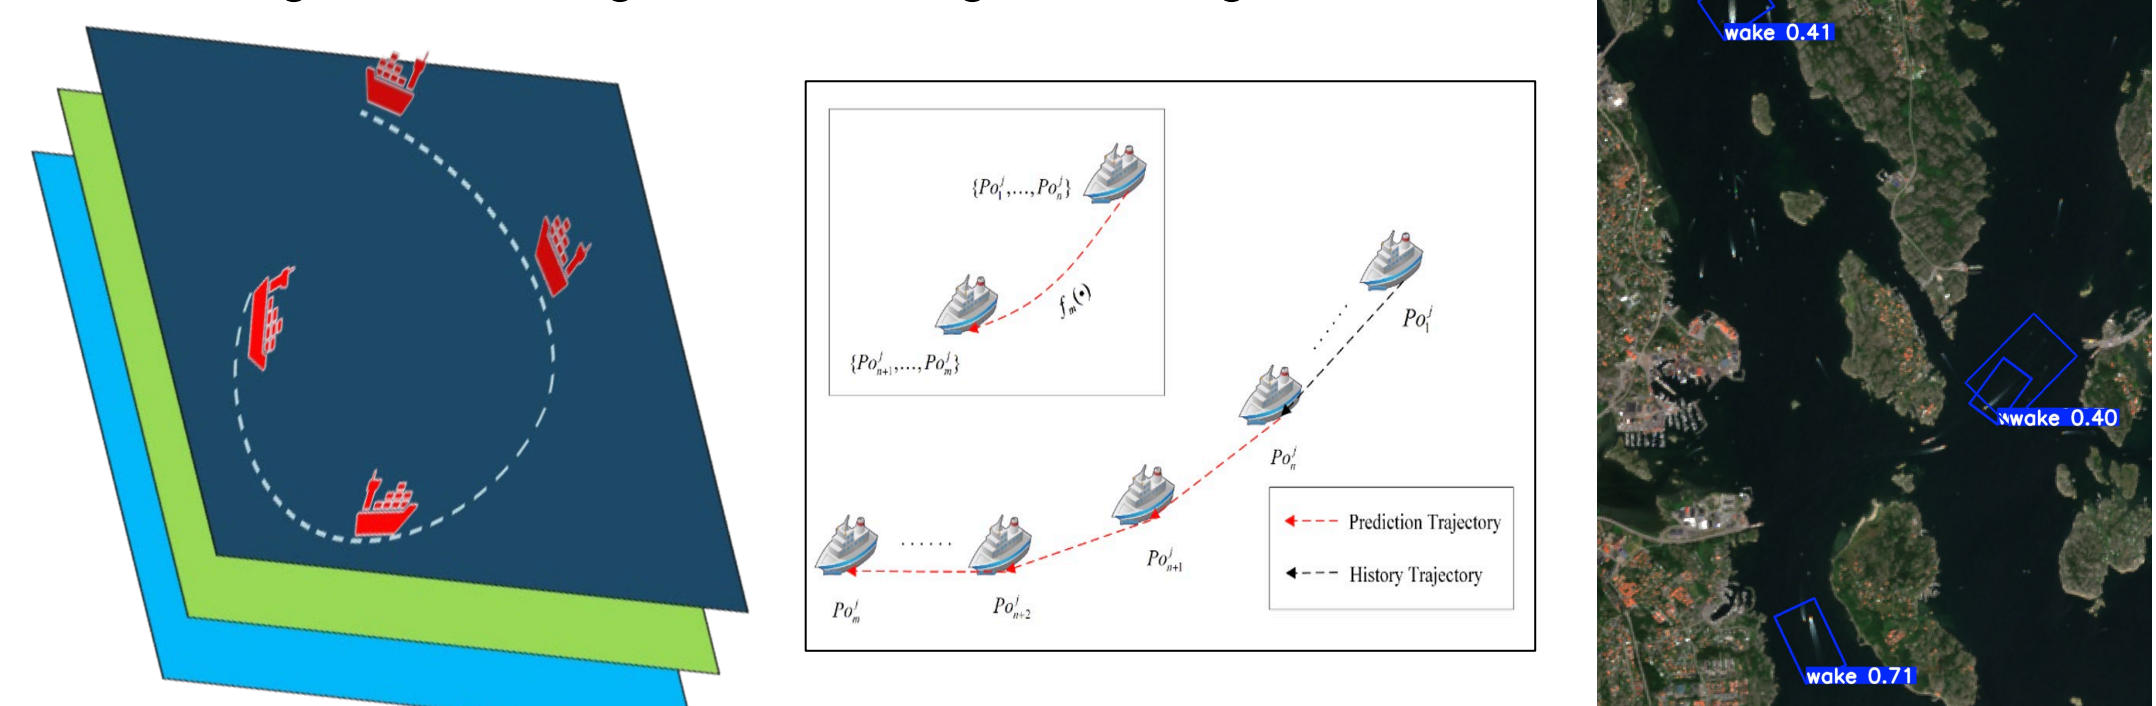 {Po₁ʲ,...,Poₙʲ}
fₘ(•)
{Poₙ₊₁ʲ,...,Poₘʲ}
Po₁ʲ
Poₙʲ
Poₙ₊₁ʲ
Poₙ₊₂ʲ
Poₘʲ
......
......
Prediction Trajectory
History Trajectory
wake 0.41
wake 0.40
wake 0.71